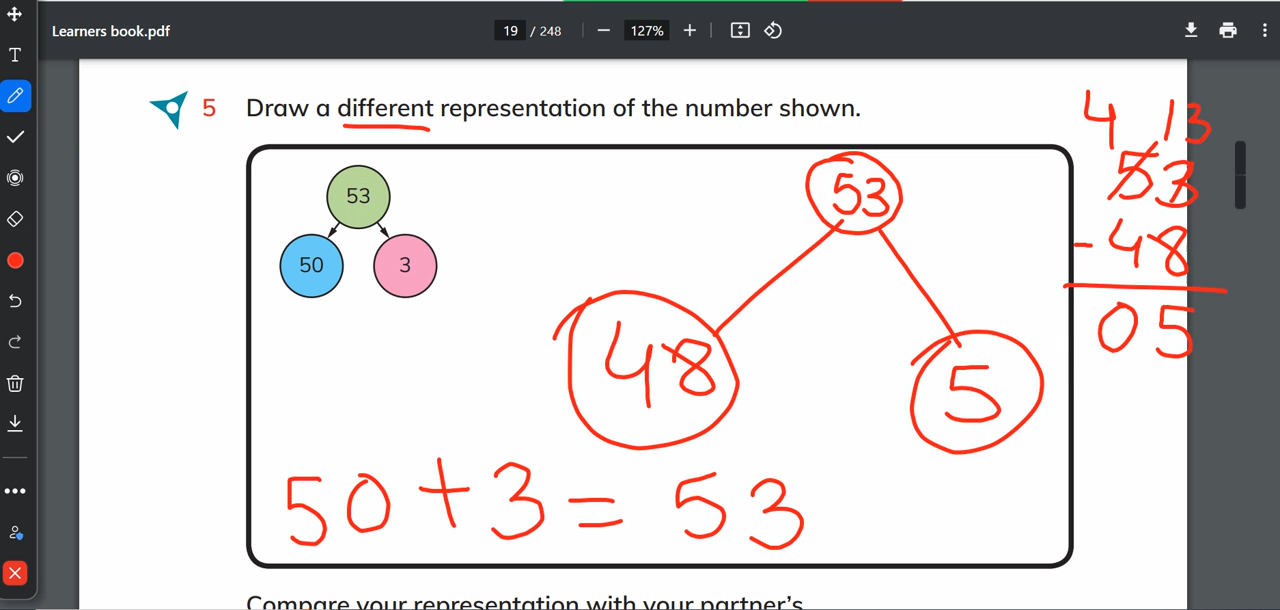 Learners book.pdf
19 / 248
127%
5 Draw a different representation of the number shown.
53
50 3
53
48 5
50 + 3 = 53
4 13
53
- 48
05
Compare your representation with your partner's